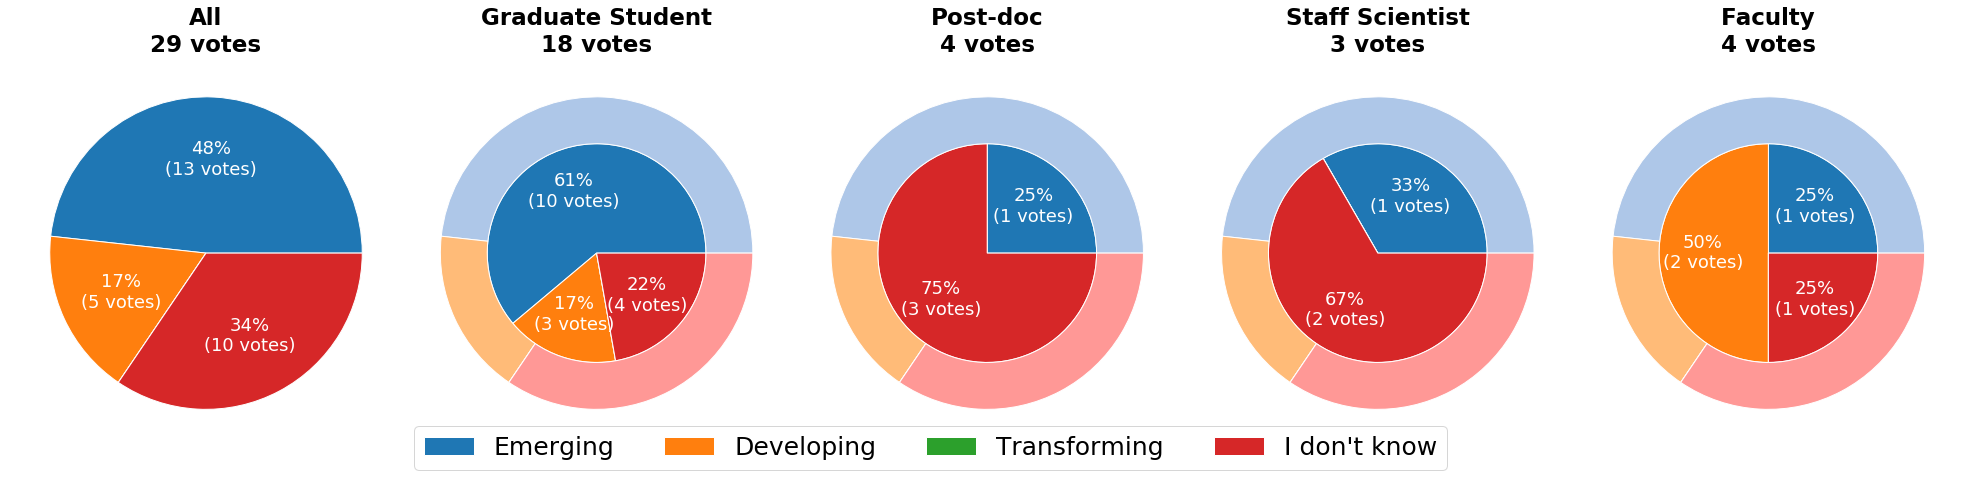 All
29 votes
Graduate Student
18 votes
Post-doc
4 votes
Staff Scientist
3 votes
Faculty
4 votes
48%
(13 votes)
17%
(5 votes)
34%
(10 votes)
61%
(10 votes)
17%
(3 votes)
22%
(4 votes)
25%
(1 votes)
75%
(3 votes)
33%
(1 votes)
67%
(2 votes)
25%
(1 votes)
50%
(2 votes)
25%
(1 votes)
Emerging
Developing
Transforming
I don't know